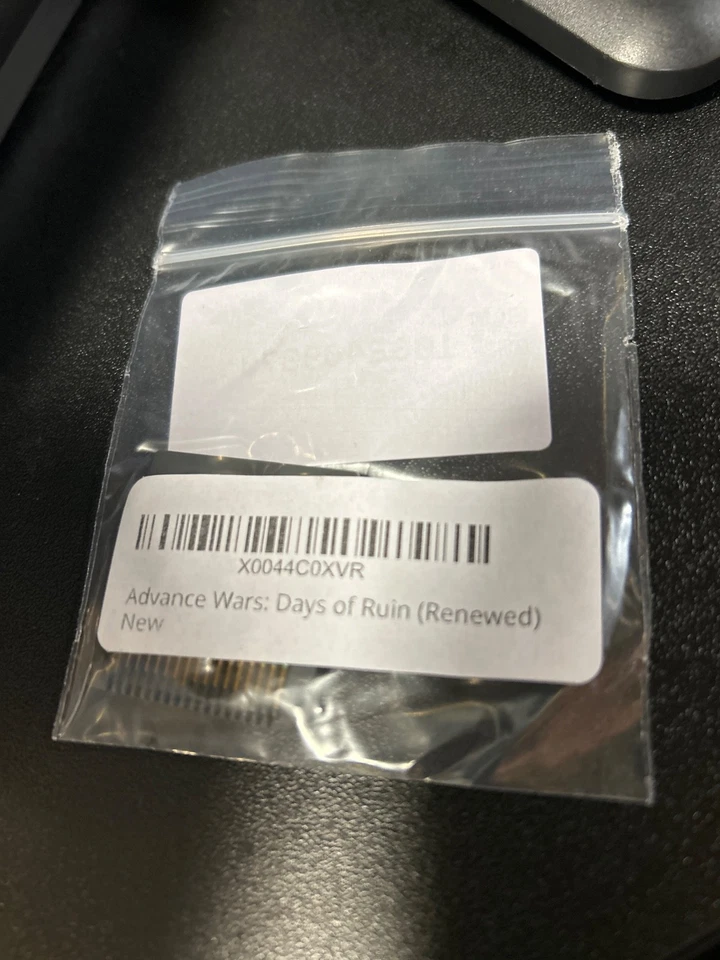 X0044C0XVR
Advance Wars: Days of Ruin (Renewed)
New